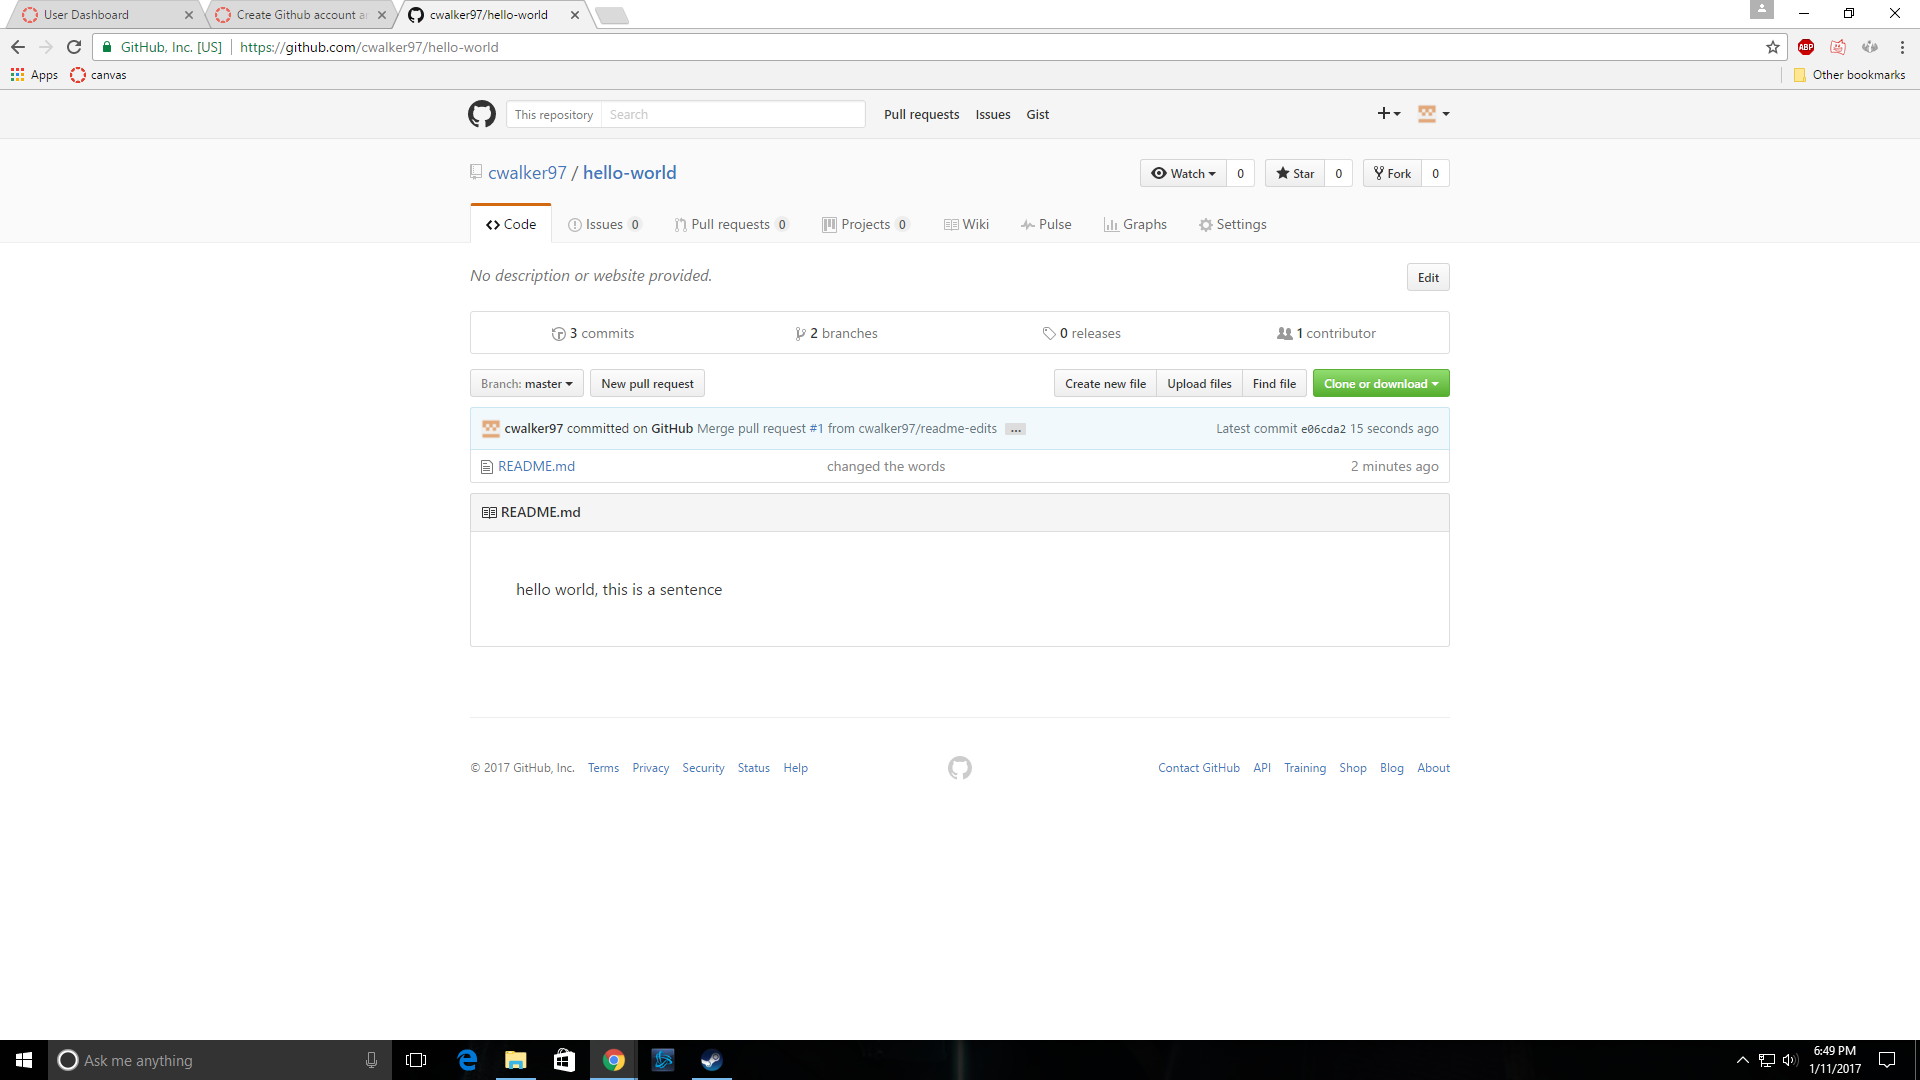 User Dashboard
Create Github account a
cwalker97/hello-world
GitHub, Inc. [US] https://github.com/cwalker97/hello-world
ABP
Apps canvas Other bookmarks
This repository Search Pull requests Issues Gist
cwalker97 / hello-world Watch 0 Star 0 Fork 0
Code Issues 0 Pull requests 0 Projects 0 Wiki Pulse Graphs Settings
No description or website provided. Edit
3 commits 2 branches 0 releases 1 contributor
Branch: master New pull request Create new file Upload files Find file Clone or download
cwalker97 committed on GitHub Merge pull request #1 from cwalker97/readme-edits ... Latest commit e06cda2 15 seconds ago
README.md changed the words 2 minutes ago
README.md
hello world, this is a sentence
© 2017 GitHub, Inc. Terms Privacy Security Status Help Contact GitHub API Training Shop Blog About
Ask me anything
6:49 PM
1/11/2017